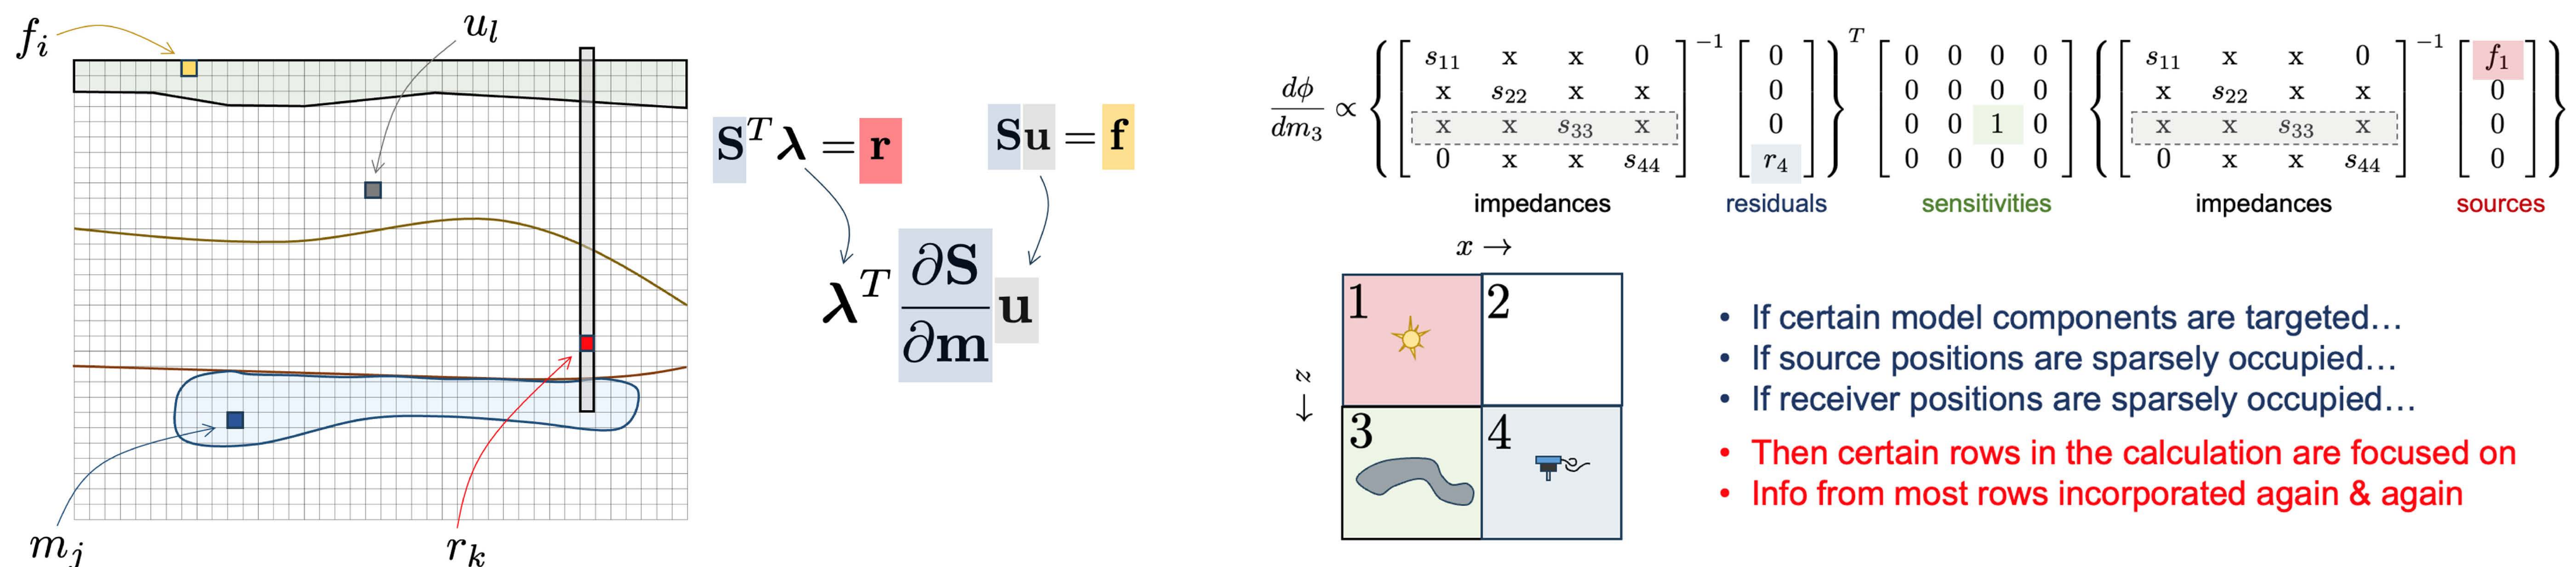 f_i
u_l
m_j
r_k
S^T λ = r
Su = f
λ^T ∂S/∂m u
dφ/dm_3 ∝ { [ s_11 x x 0 ]^{-1} [ 0 ] }^T [ 0 0 0 0 ] { [ s_11 x x 0 ]^{-1} [ f_1 ] }
x s_22 x x 0 0 0 0 0 x s_22 x x 0
x x s_33 x 0 0 0 1 0 x x s_33 x 0
0 x x s_44 r_4 0 0 0 0 0 x x s_44 0
impedances residuals sensitivities impedances sources
x →
z →
1 2
3 4
• If certain model components are targeted…
• If source positions are sparsely occupied…
• If receiver positions are sparsely occupied…
• Then certain rows in the calculation are focused on
• Info from most rows incorporated again & again